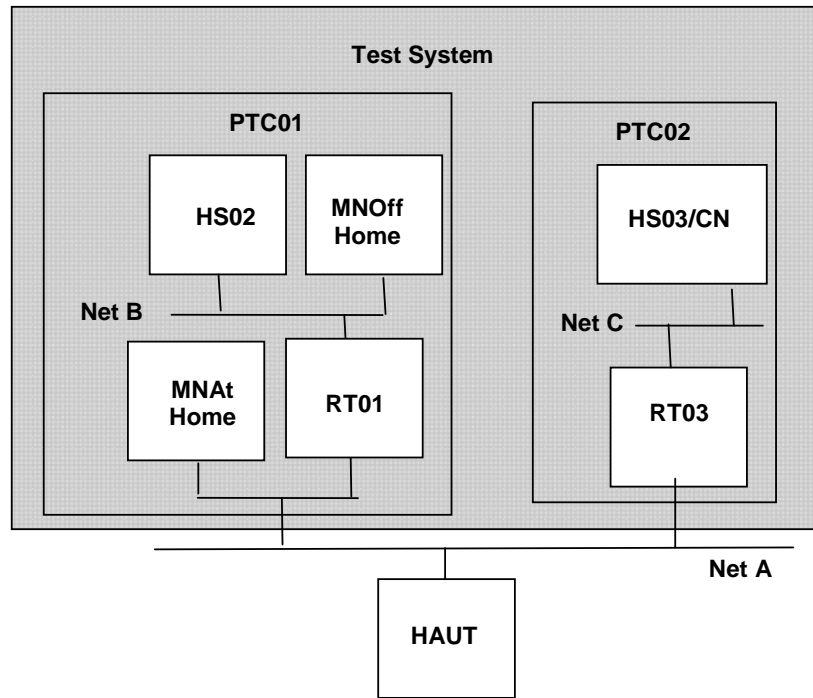 Test System
PTC01
PTC02
HS02
MNOff
Home
HS03/CN
Net B
Net C
MNAt
Home
RT01
RT03
Net A
HAUT